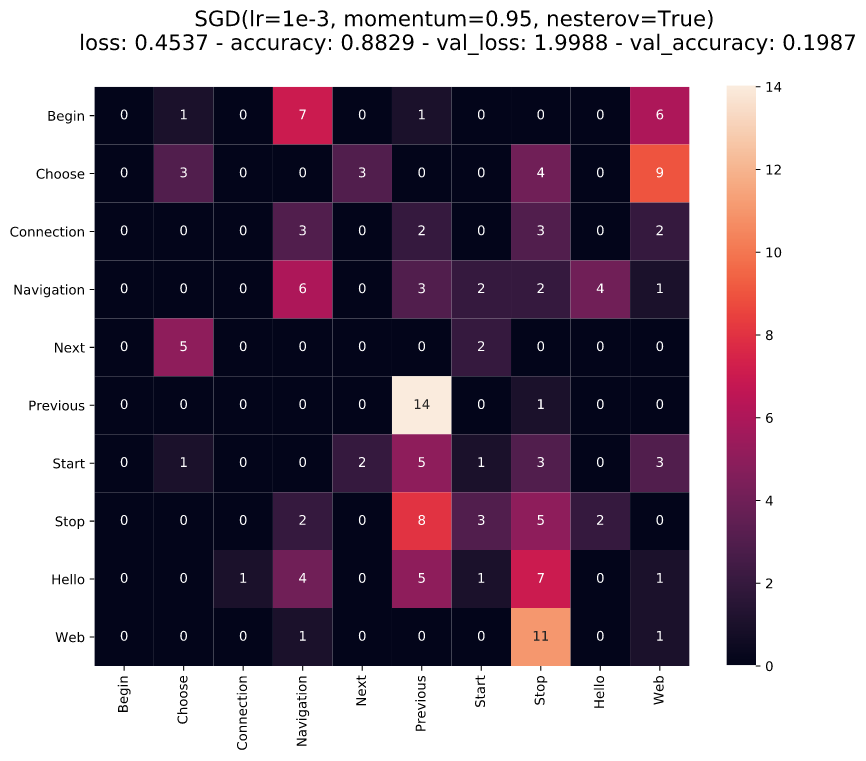 SGD(lr=1e-3, momentum=0.95, nesterov=True)
loss: 0.4537 - accuracy: 0.8829 - val_loss: 1.9988 - val_accuracy: 0.1987
Begin 0 1 0 7 0 1 0 0 0 6
Choose 0 3 0 0 3 0 0 4 0 9
Connection 0 0 0 3 0 2 0 3 0 2
Navigation 0 0 0 6 0 3 2 2 4 1
Next 0 5 0 0 0 0 2 0 0 0
Previous 0 0 0 0 0 14 0 1 0 0
Start 0 1 0 0 2 5 1 3 0 3
Stop 0 0 0 2 0 8 3 5 2 0
Hello 0 0 1 4 0 5 1 7 0 1
Web 0 0 0 1 0 0 0 11 0 1
Begin Choose Connection Navigation Next Previous Start Stop Hello Web
14
12
10
8
6
4
2
0